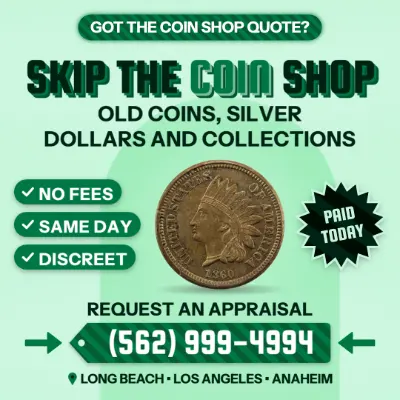 GOT THE COIN SHOP QUOTE?
SKIP THE COIN SHOP
OLD COINS, SILVER
DOLLARS AND COLLECTIONS
✓ NO FEES
✓ SAME DAY
✓ DISCREET
UNITED STATES OF AMERICA
1860
PAID
TODAY
REQUEST AN APPRAISAL
(562) 999-4994
LONG BEACH • LOS ANGELES • ANAHEIM